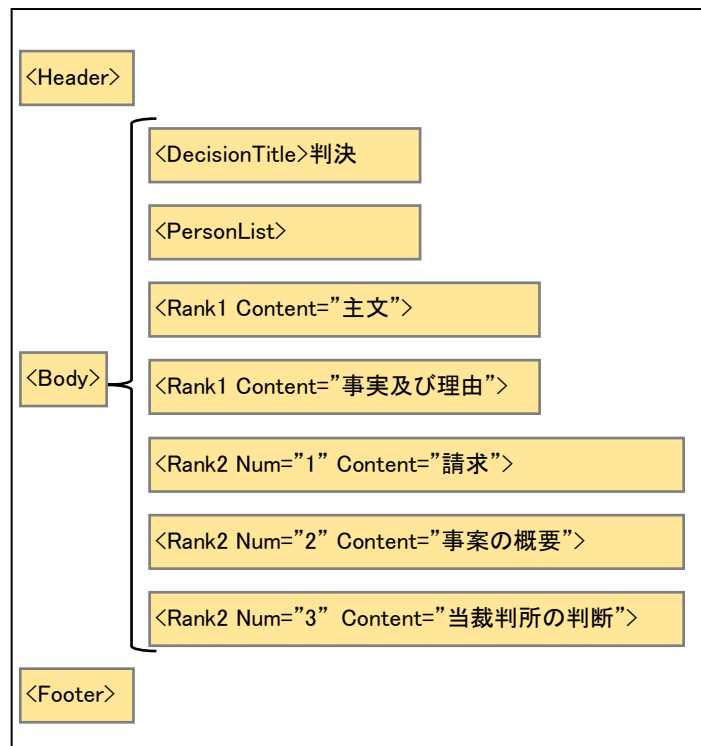 <Header>
<DecisionTitle>判決
<PersonList>
<Rank1 Content=”主文”>
<Body>
<Rank1 Content=”事実及び理由”>
<Rank2 Num=”1” Content=”請求”>
<Rank2 Num=”2” Content=”事案の概要”>
<Rank2 Num=”3” Content=”当裁判所の判断”>
<Footer>